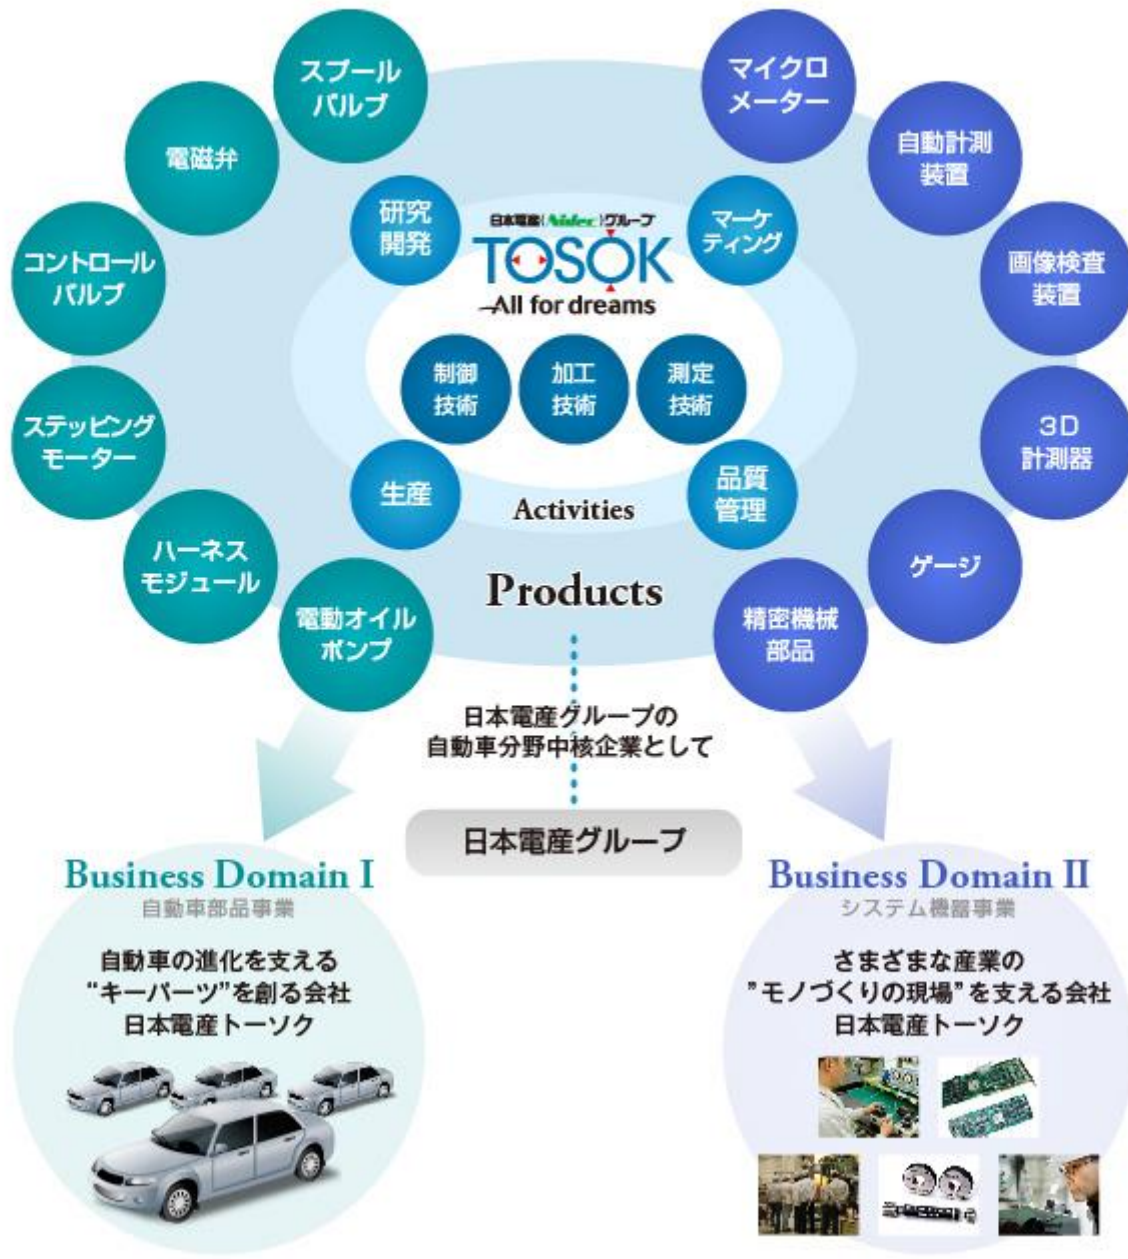 スプール
バルブ
マイクロ
メーター
電磁弁
自動計測
装置
研究
開発
日本電産(Nidec)グループ
TOSOK
All for dreams
マーケ
ティング
コントロール
バルブ
画像検査
装置
制御
技術
加工
技術
測定
技術
ステッピング
モーター
3D
計測器
生産
Activities
品質
管理
ハーネス
モジュール
ゲージ
Products
電動オイル
ポンプ
精密機械
部品
日本電産グループの
自動車分野中核企業として
日本電産グループ
Business Domain I
自動車部品事業
自動車の進化を支える
“キーパーツ”を創る会社
日本電産トーソク
Business Domain II
システム機器事業
さまざまな産業の
”モノづくりの現場”を支える会社
日本電産トーソク